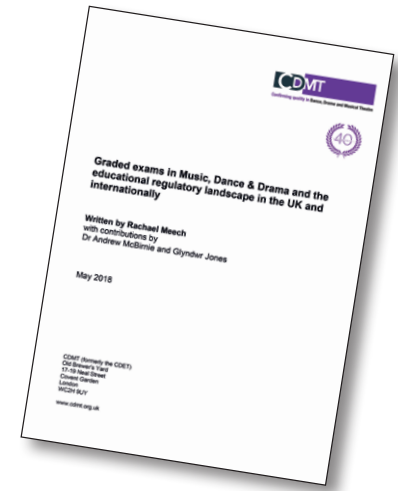 CDMT
Confirming quality in Dance, Drama and Musical Theatre
40
Graded exams in Music, Dance & Drama and the
educational regulatory landscape in the UK and
internationally
Written by Rachael Meech
with contributions by
Dr Andrew McBirnie and Glyndwr Jones
May 2018
CDMT (formerly the CDET)
Old Brewer's Yard
17-19 Neal Street
Covent Garden
London
WC2H 9UY
www.cdmt.org.uk